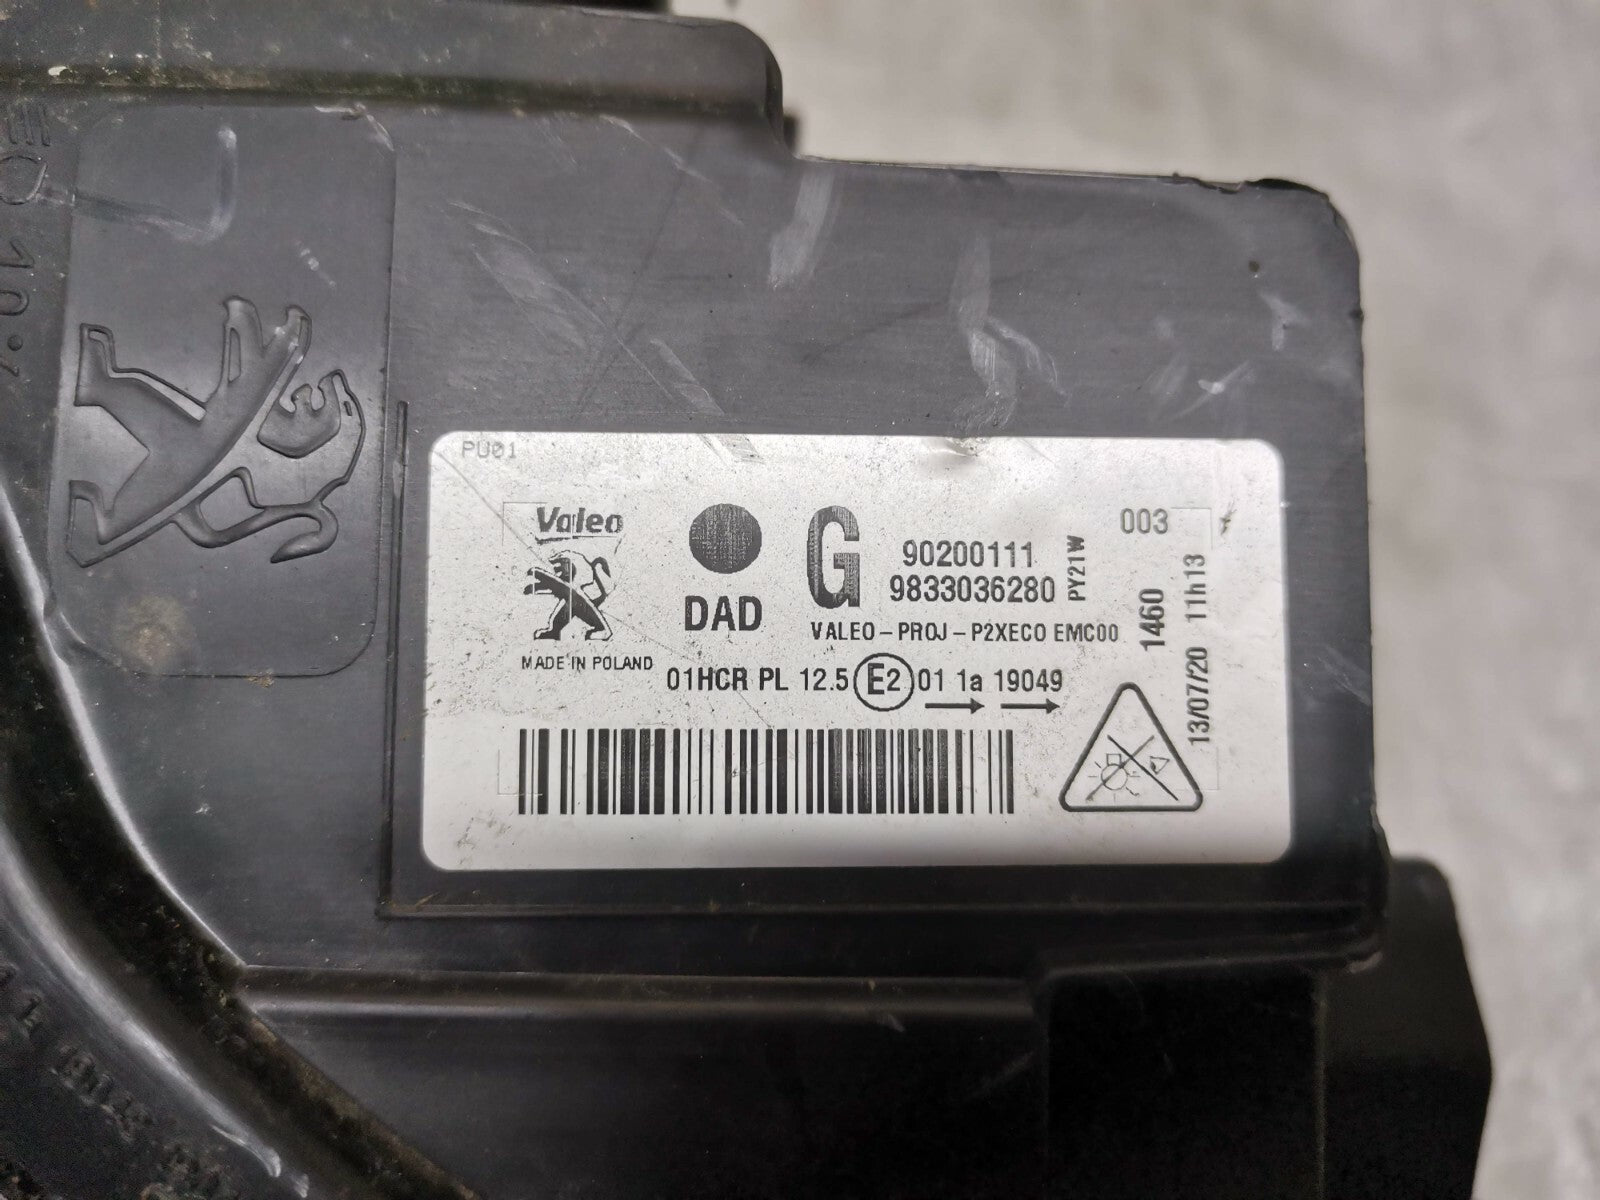 PU01
Valeo
MADE IN POLAND
DAD
G
90200111
9833036280
PY21W
003
VALEO-PROJ-P2XECO EMC00
01HCR PL 12.5 E2 01 1a 19049
1460
13/07/20 11h13